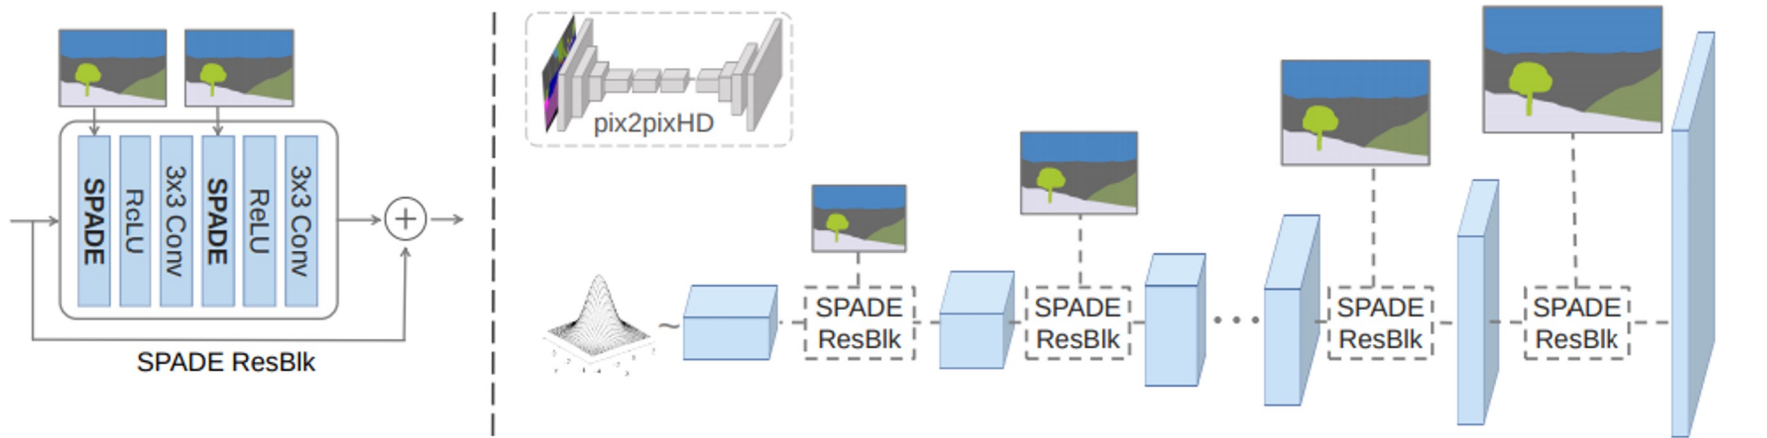 SPADE
ReLU
3x3 Conv
SPADE
ReLU
3x3 Conv
+
SPADE ResBlk
pix2pixHD
~
SPADE
ResBlk
SPADE
ResBlk
SPADE
ResBlk
SPADE
ResBlk